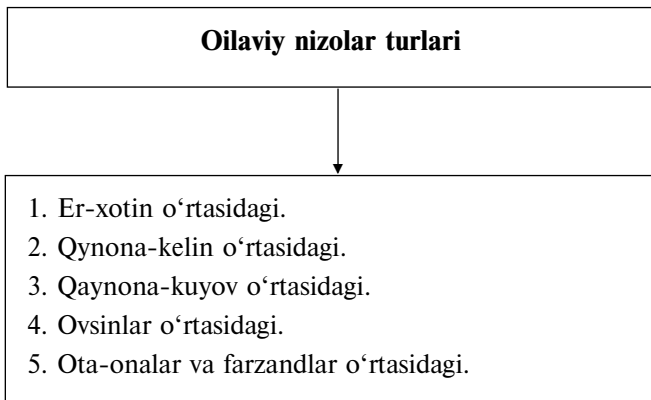 Oilaviy nizolar turlari
1. Er-xotin o‘rtasidagi.
2. Qynona-kelin o‘rtasidagi.
3. Qaynona-kuyov o‘rtasidagi.
4. Ovsinlar o‘rtasidagi.
5. Ota-onalar va farzandlar o‘rtasidagi.